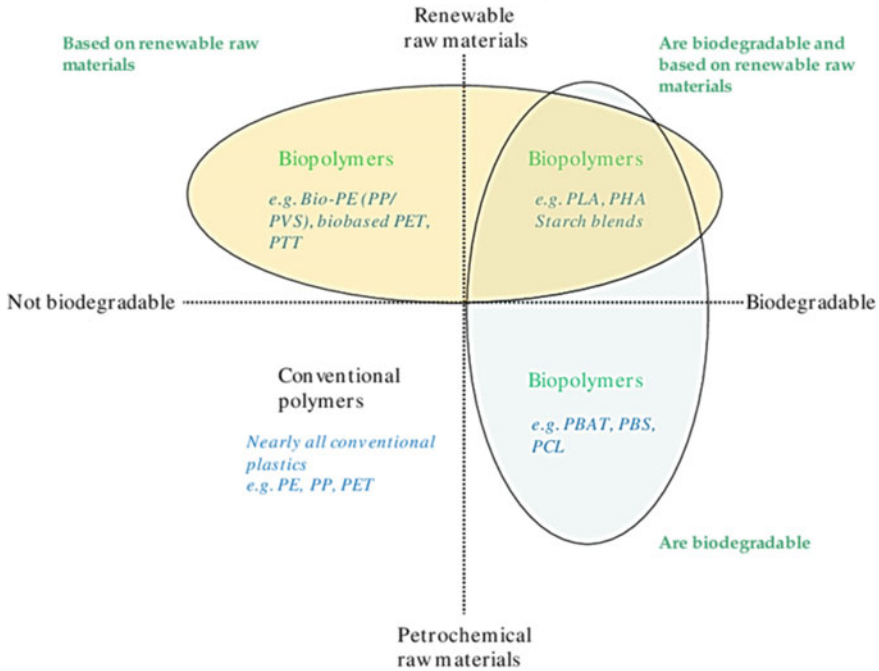 Renewable
raw materials
Based on renewable raw
materials
Are biodegradable and
based on renewable raw
materials
Biopolymers
e.g. Bio-PE (PP/
PVS), biobased PET,
PTT
Biopolymers
e.g. PLA, PHA
Starch blends
Not biodegradable
Biodegradable
Conventional
polymers
Nearly all conventional
plastics
e.g. PE, PP, PET
Biopolymers
e.g. PBAT, PBS,
PCL
Are biodegradable
Petrochemical
raw materials